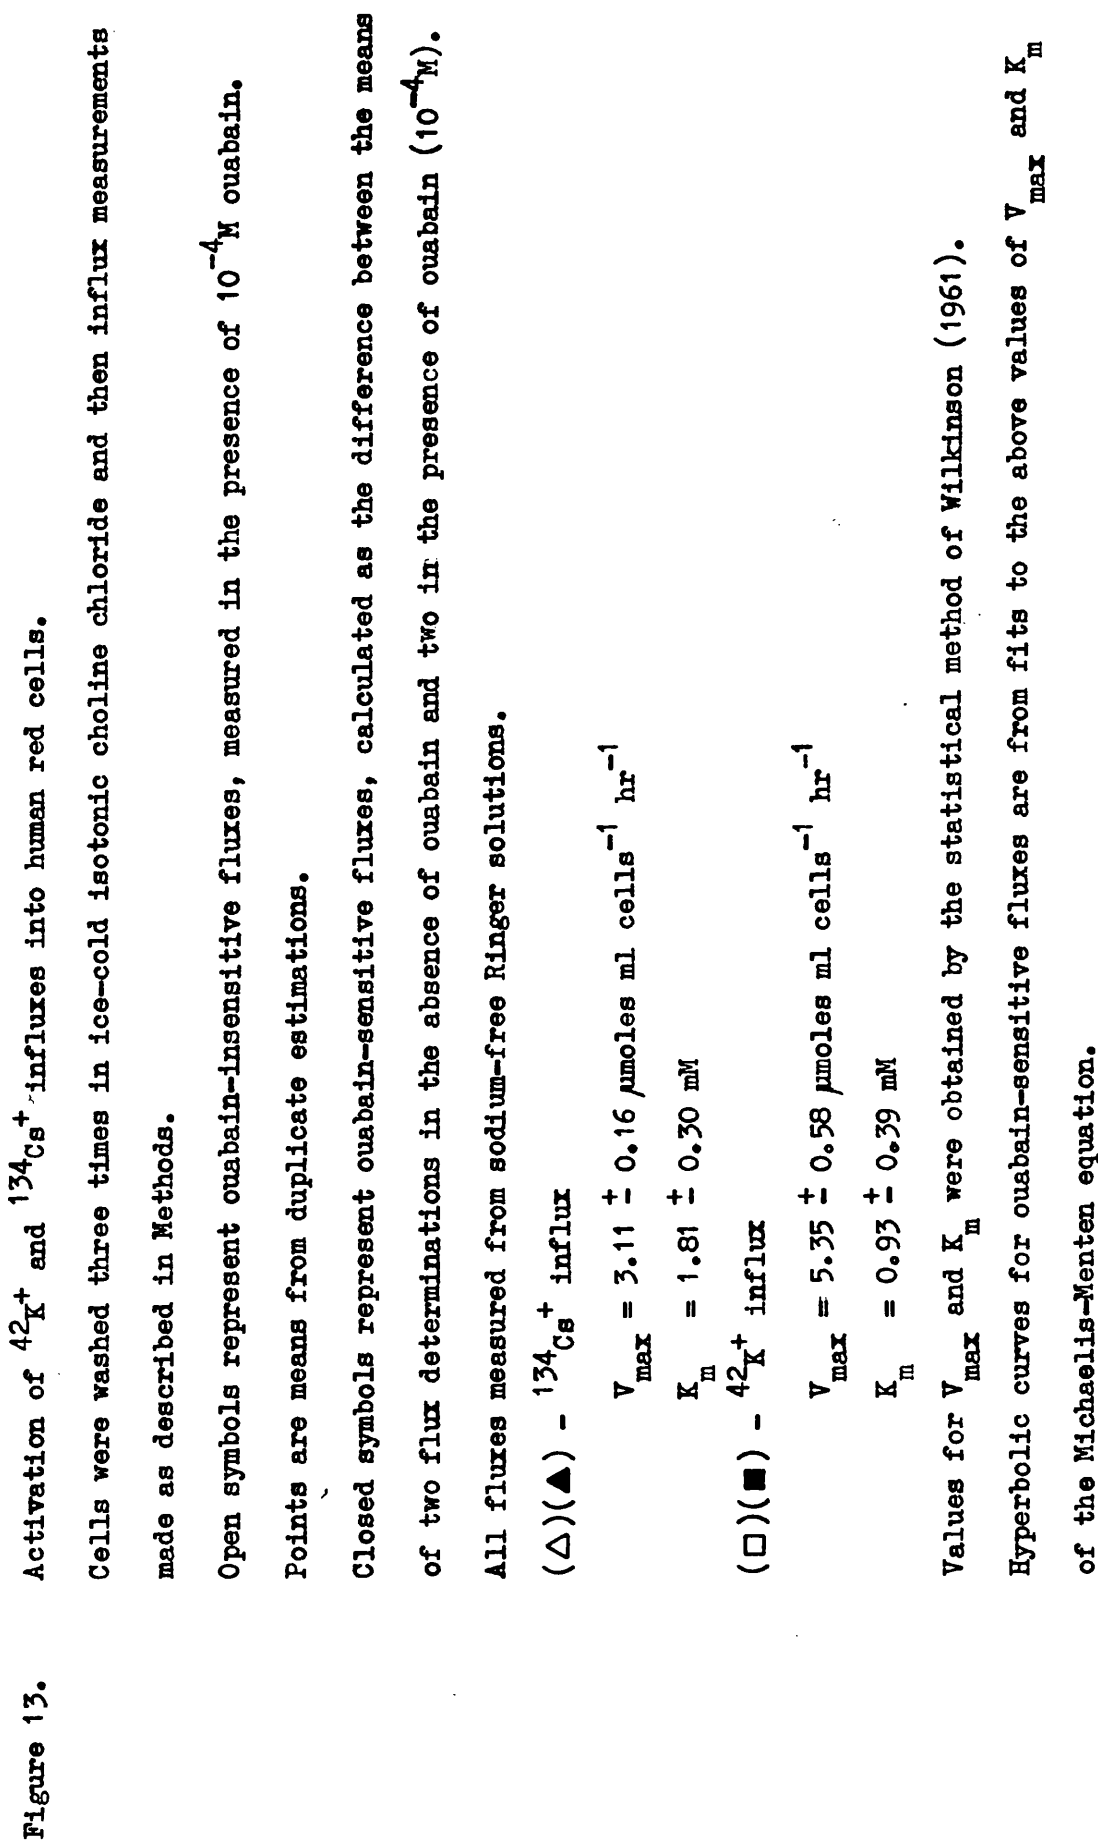 Figure 13. Activation of ⁴²K⁺ and ¹³⁴Cs⁺ influxes into human red cells.
Cells were washed three times in ice-cold isotonic choline chloride and then influx measurements
made as described in Methods.
Open symbols represent ouabain-insensitive fluxes, measured in the presence of 10⁻⁴M ouabain.
Points are means from duplicate estimations.
Closed symbols represent ouabain-sensitive fluxes, calculated as the difference between the means
of two flux determinations in the absence of ouabain and two in the presence of ouabain (10⁻⁴M).
All fluxes measured from sodium-free Ringer solutions.
(△)(▲) - ¹³⁴Cs⁺ influx
V_max = 3.11 ± 0.16 μmoles ml cells⁻¹ hr⁻¹
K_m = 1.81 ± 0.30 mM
(□)(■) - ⁴²K⁺ influx
V_max = 5.35 ± 0.58 μmoles ml cells⁻¹ hr⁻¹
K_m = 0.93 ± 0.39 mM
Values for V_max and K_m were obtained by the statistical method of Wilkinson (1961).
Hyperbolic curves for ouabain-sensitive fluxes are from fits to the above values of V_max and K_m
of the Michaelis-Menten equation.